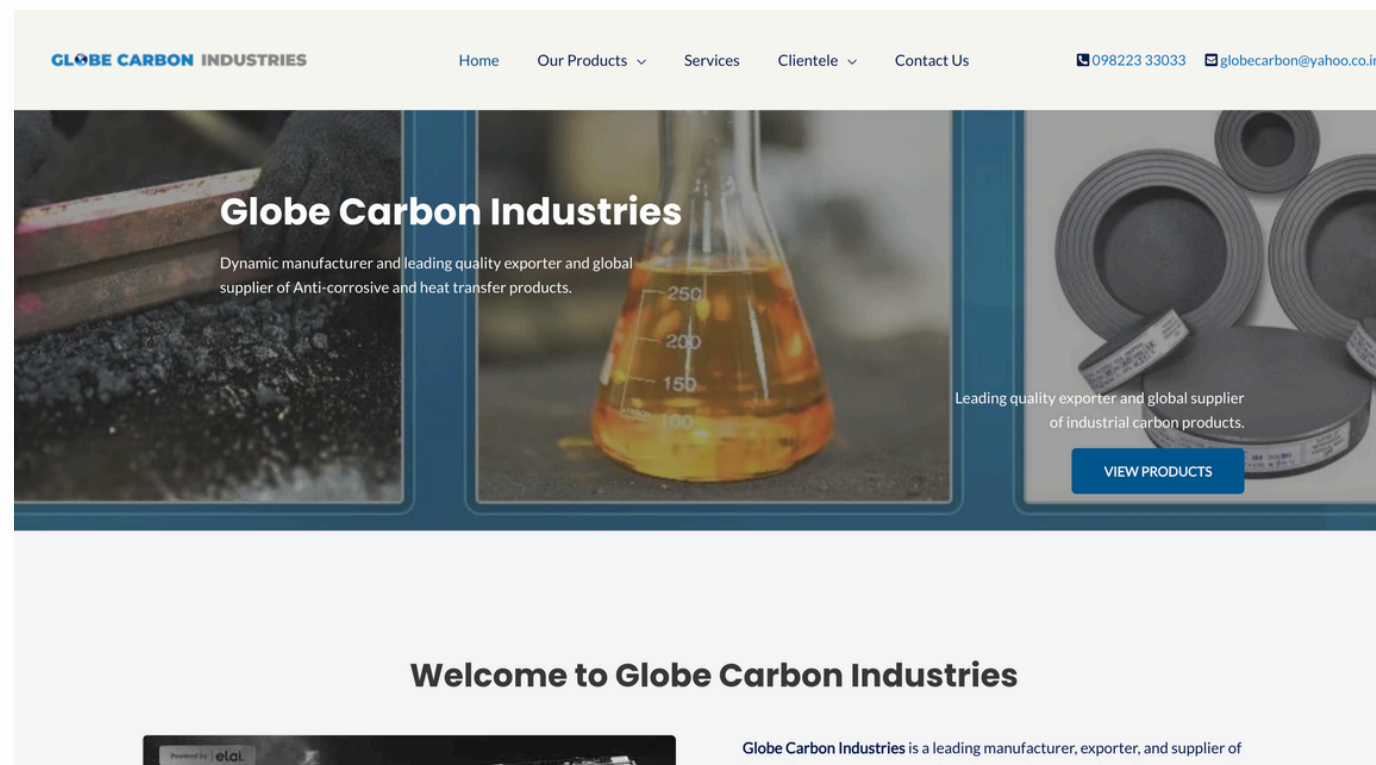 GLOBE CARBON INDUSTRIES
Home Our Products Services Clientele Contact Us 098223 33033 globecarbon@yahoo.co.in
Globe Carbon Industries
Dynamic manufacturer and leading quality exporter and global
supplier of Anti-corrosive and heat transfer products.
250
200
150
100
Leading quality exporter and global supplier
of industrial carbon products.
VIEW PRODUCTS
Welcome to Globe Carbon Industries
Powered by elai.
Globe Carbon Industries is a leading manufacturer, exporter, and supplier of